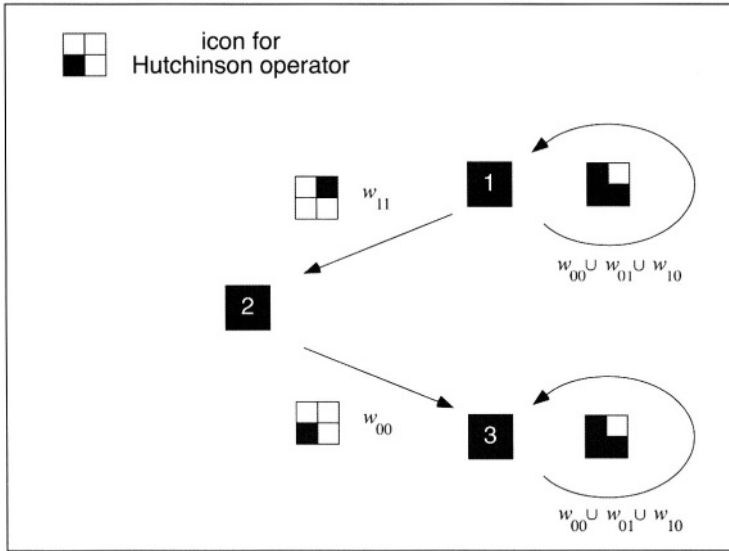 icon for
Hutchinson operator
1
w₁₁
w₀₀ ∪ w₀₁ ∪ w₁₀
2
w₀₀
3
w₀₀ ∪ w₀₁ ∪ w₁₀